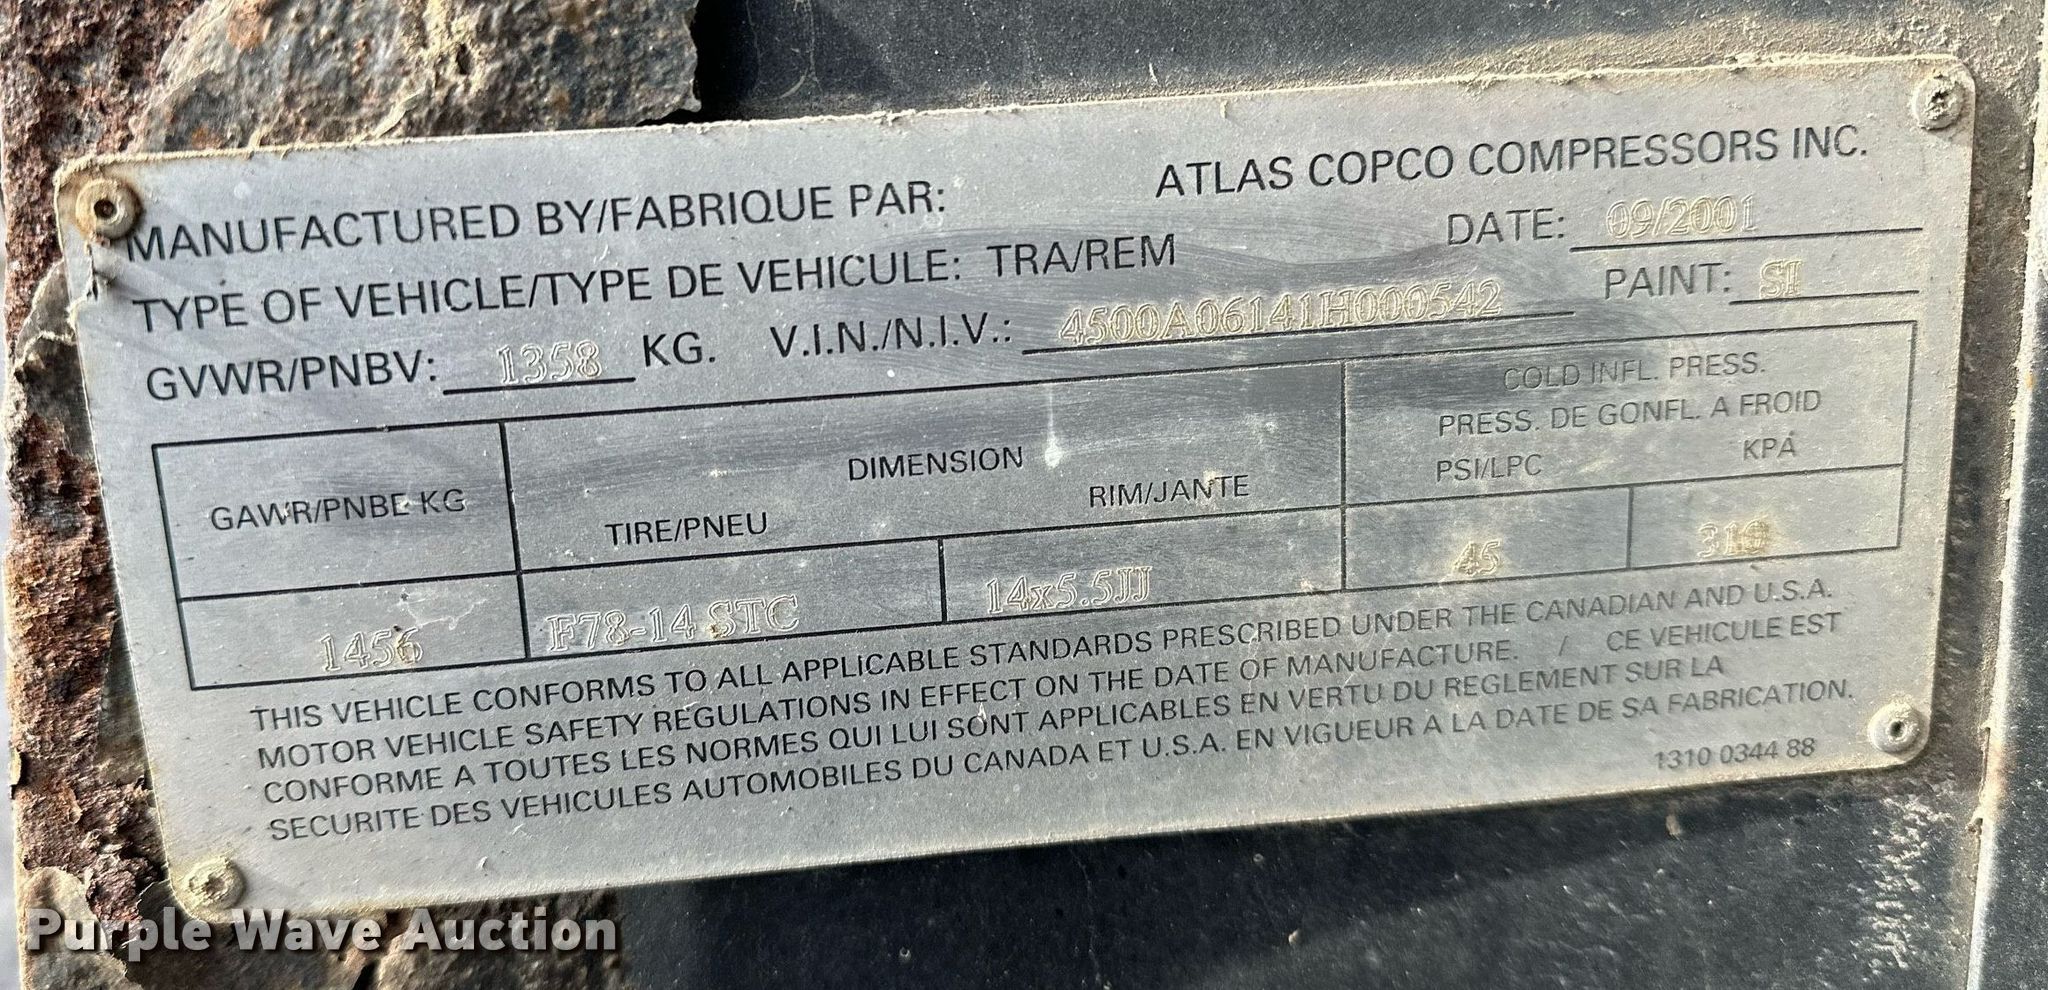 MANUFACTURED BY/FABRIQUE PAR: ATLAS COPCO COMPRESSORS INC.
TYPE OF VEHICLE/TYPE DE VEHICULE: TRA/REM DATE: 09/2001
GVWR/PNBV: 1358 KG. V.I.N./N.I.V.: 4500A06141H000542 PAINT: SI
GAWR/PNBE KG
DIMENSION
TIRE/PNEU RIM/JANTE
COLD INFL. PRESS.
PRESS. DE GONFL. A FROID
PSI/LPC KPA
1456 F78-14 STC 14x5.5JJ 45 310
THIS VEHICLE CONFORMS TO ALL APPLICABLE STANDARDS PRESCRIBED UNDER THE CANADIAN AND U.S.A.
MOTOR VEHICLE SAFETY REGULATIONS IN EFFECT ON THE DATE OF MANUFACTURE. / CE VEHICULE EST
CONFORME A TOUTES LES NORMES QUI LUI SONT APPLICABLES EN VERTU DU REGLEMENT SUR LA
SECURITE DES VEHICULES AUTOMOBILES DU CANADA ET U.S.A. EN VIGUEUR A LA DATE DE SA FABRICATION.
1310 0344 88
Purple Wave Auction